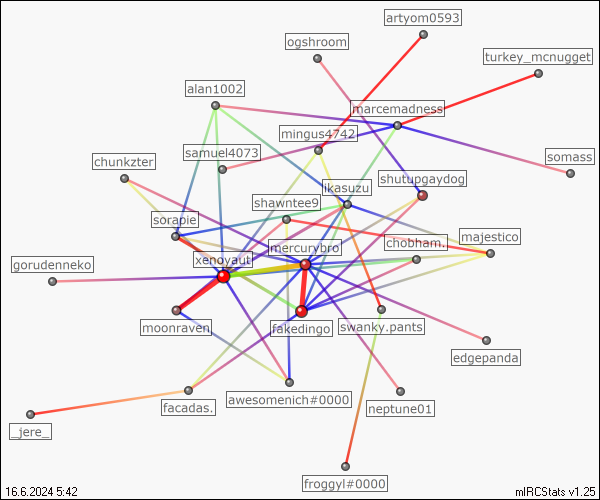 artyom0593
ogshroom
turkey_mcnugget
alan1002
marcemadness
mingus4742
samuel4073
chunkzter
somass
shutupgaydog
ikasuzu
shawntee9
sorapie
majestico
chobham.
mercurybro
xenoyaut
gorudenneko
moonraven
fakedingo
swanky.pants
edgepanda
awesomenich#0000
facadas.
neptune01
_jere_
froggyl#0000
16.6.2024 5:42
mIRCStats v1.25